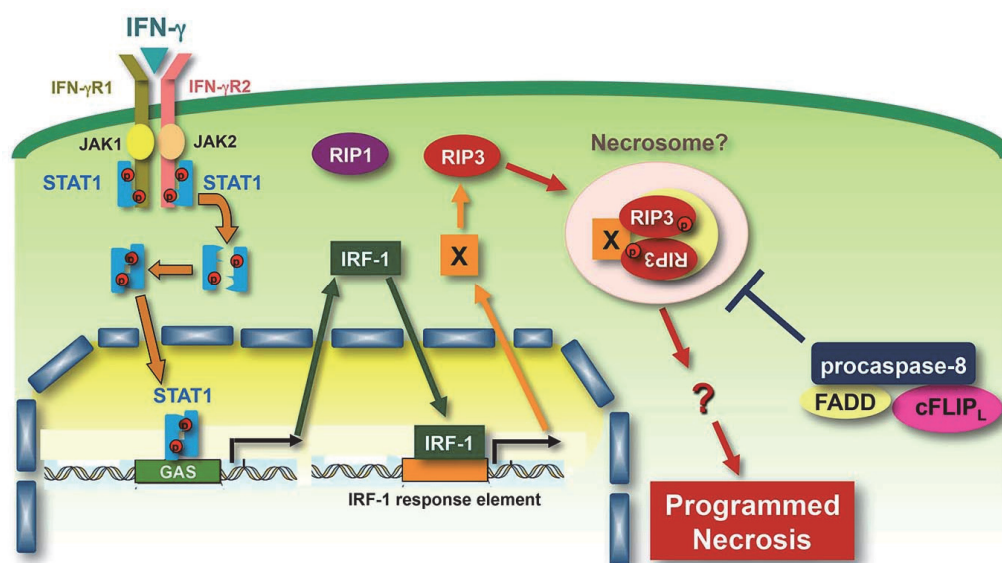 IFN-γ
IFN-γR1
IFN-γR2
JAK1
JAK2
STAT1
STAT1
p
p
p
p
p
p
p
p
RIP1
RIP3
Necrosome?
RIP3
p
X
p
RIP3
IRF-1
X
procaspase-8
FADD
cFLIPL
?
STAT1
p
p
GAS
IRF-1
IRF-1 response element
Programmed
Necrosis